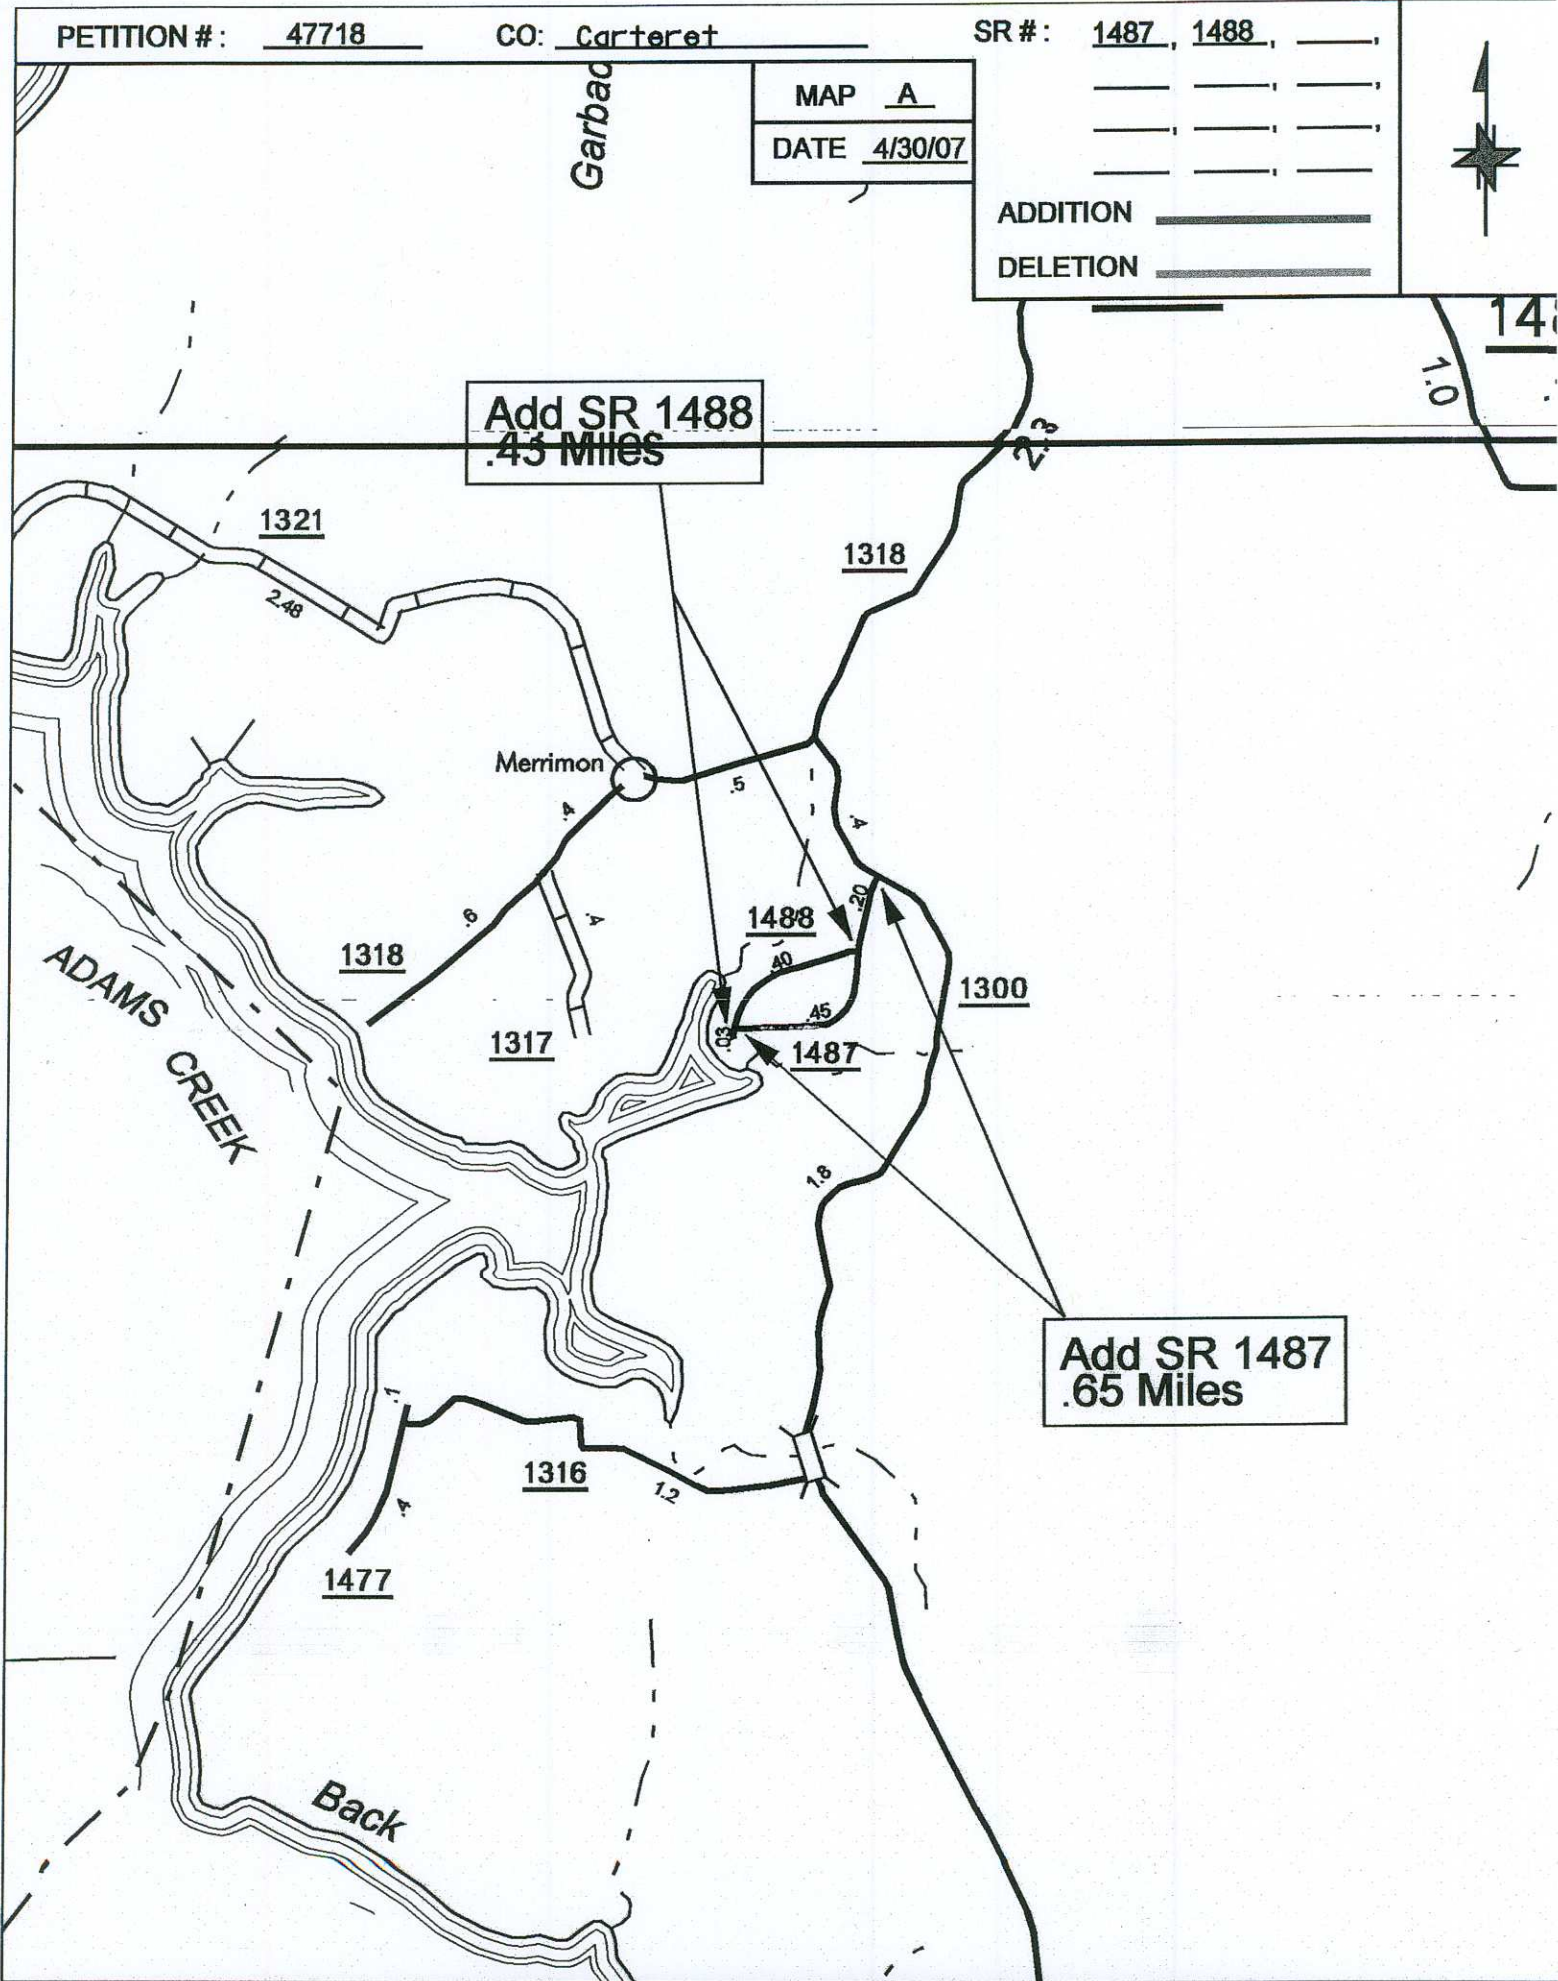 PETITION #: 47718 CO: Carteret SR #: 1487, 1488, ___,
MAP A
DATE 4/30/07
ADDITION
DELETION
Garbac
1.0
2.3
Add SR 1488
.43 Miles
1321
2.48
1318
Merrimon
.5
.4
.4
.20
1488
.6
.4
1318
.40
1300
.45
1317
.03
1487
ADAMS
CREEK
1.8
Add SR 1487
.65 Miles
.1
1316
1.2
.4
1477
Back